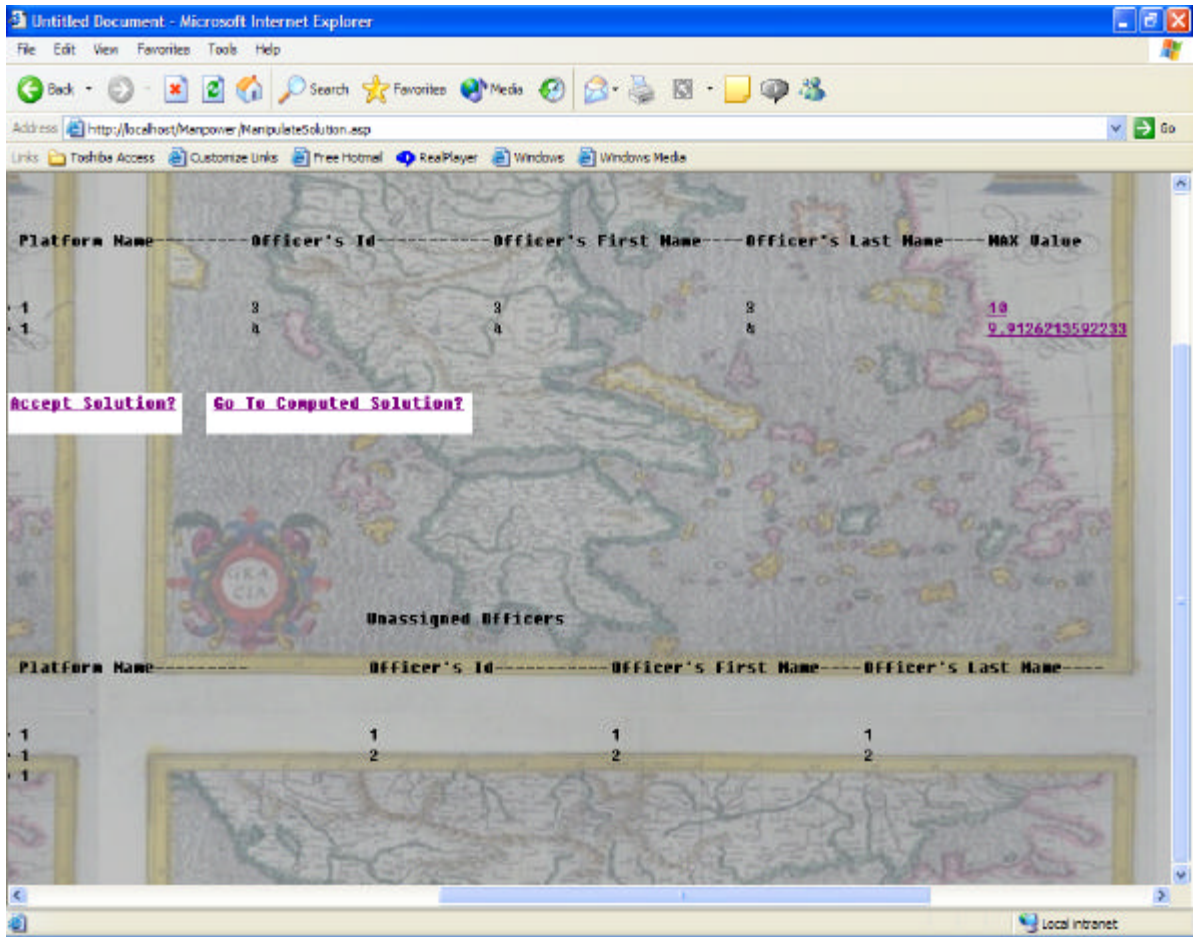 Untitled Document - Microsoft Internet Explorer
File Edit View Favorites Tools Help
Back Search Favorites Media
Address http://localhost/Manpower/ManipulateSolution.asp Go
Links Toshiba Access Customize Links Free Hotmail RealPlayer Windows Windows Media
Platform Name---------Officer's Id-----------Officer's First Name----Officer's Last Name----MAX Value
1 3 3 3 10
1 4 4 4 9.9126213592233
Accept Solution? Go To Computed Solution?
GRA
CIA
Unassigned Officers
Platform Name--------- Officer's Id-----------Officer's First Name----Officer's Last Name----
1 1 1 1
1 2 2 2
1
Local intranet